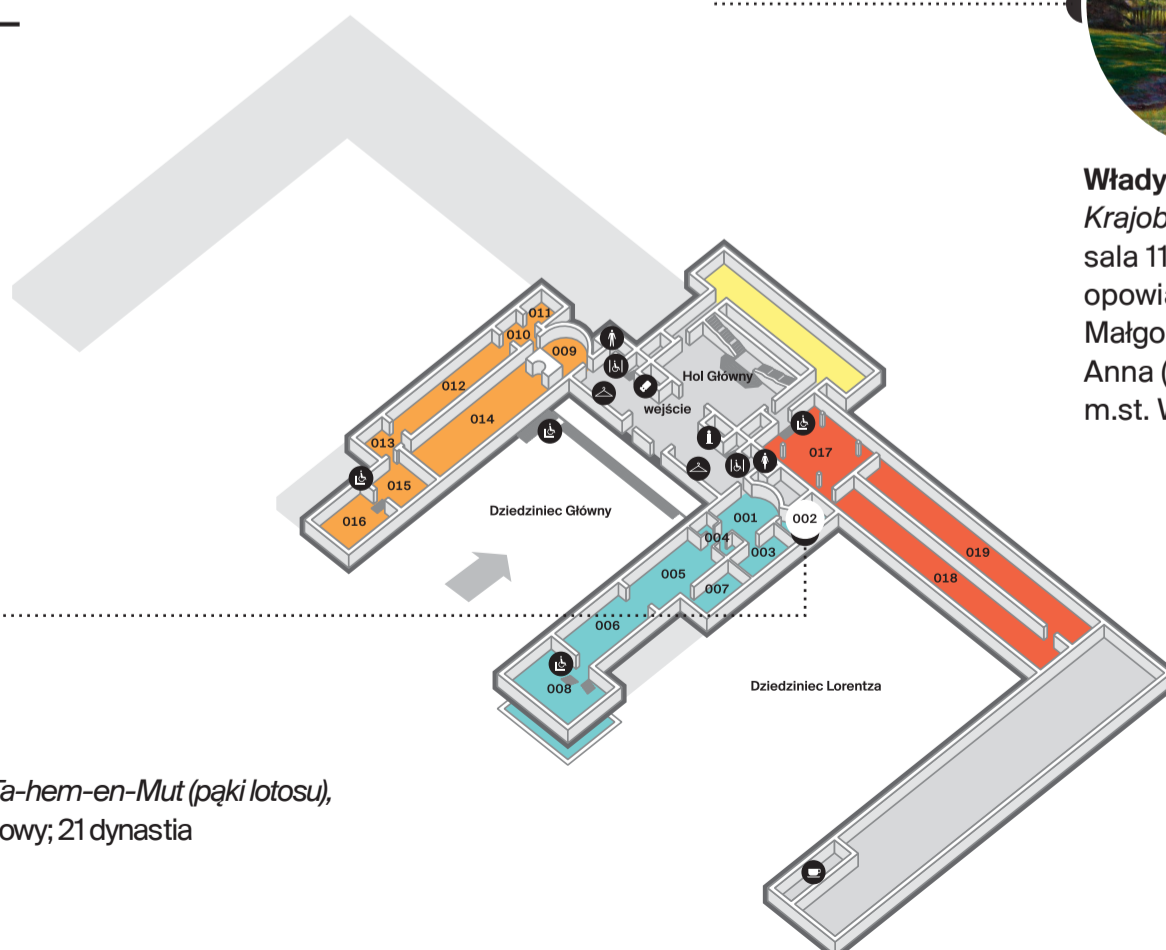 Włady
Krajob
sala 11
opowia
Małgo
Anna (
m.st. W
011
010
009
012
014
013
015
016
Hol Główny
wejście
017
Dziedziniec Główny
001
002
004
003
005
007
006
008
019
018
Dziedziniec Lorentza
Ta-hem-en-Mut (pąki lotosu),
owy; 21 dynastia